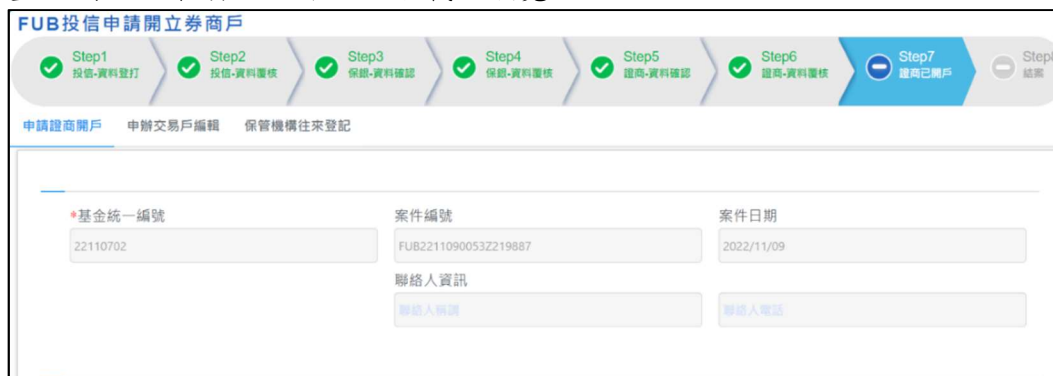 FUB投信申請開立券商戶
Step1
投信-資料登打
Step2
投信-資料覆核
Step3
保銀-資料確認
Step4
保銀-資料覆核
Step5
證商-資料確認
Step6
證商-資料覆核
Step7
證商已開戶
Step
結案
申請證商開戶 申辦交易戶編輯 保管機構往來登記
*基金統一編號 案件編號 案件日期
22110702 FUB2211090053Z219887 2022/11/09
聯絡人資訊
聯絡人稱謂 聯絡人電話